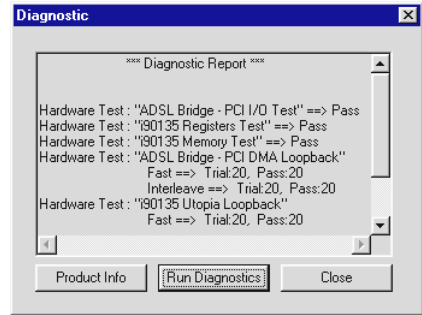 Diagnostic
*** Diagnostic Report ***
Hardware Test : "ADSL Bridge - PCI I/O Test" ==> Pass
Hardware Test : "i90135 Registers Test" ==> Pass
Hardware Test : "i90135 Memory Test" ==> Pass
Hardware Test : "ADSL Bridge - PCI DMA Loopback"
Fast ==> Trial:20, Pass:20
Interleave ==> Trial:20, Pass:20
Hardware Test : "i90135 Utopia Loopback"
Fast ==> Trial:20, Pass:20
Product Info
Run Diagnostics
Close